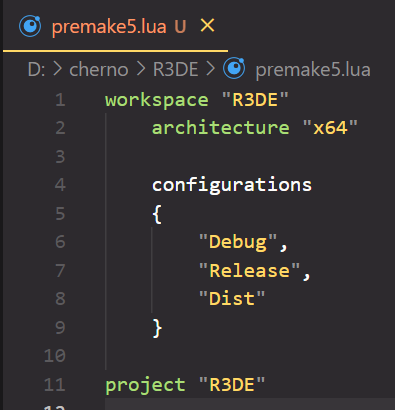 premake5.lua U ×
D: > cherno > R3DE > premake5.lua
1 workspace "R3DE"
2 architecture "x64"
3
4 configurations
5 {
6 "Debug",
7 "Release",
8 "Dist"
9 }
10
11 project "R3DE"
12